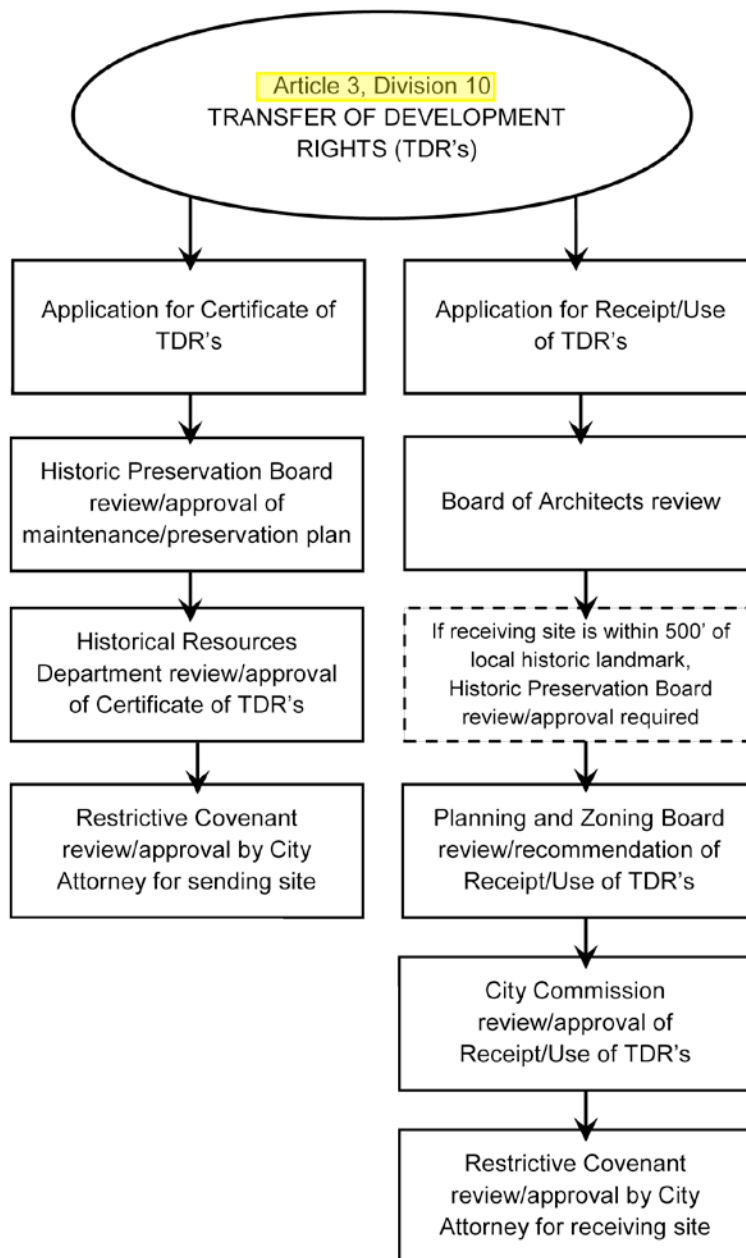 Article 3, Division 10
TRANSFER OF DEVELOPMENT
RIGHTS (TDR's)
Application for Certificate of
TDR's
Historic Preservation Board
review/approval of
maintenance/preservation plan
Historical Resources
Department review/approval
of Certificate of TDR's
Restrictive Covenant
review/approval by City
Attorney for sending site
Application for Receipt/Use
of TDR's
Board of Architects review
If receiving site is within 500' of
local historic landmark,
Historic Preservation Board
review/approval required
Planning and Zoning Board
review/recommendation of
Receipt/Use of TDR's
City Commission
review/approval of
Receipt/Use of TDR's
Restrictive Covenant
review/approval by City
Attorney for receiving site